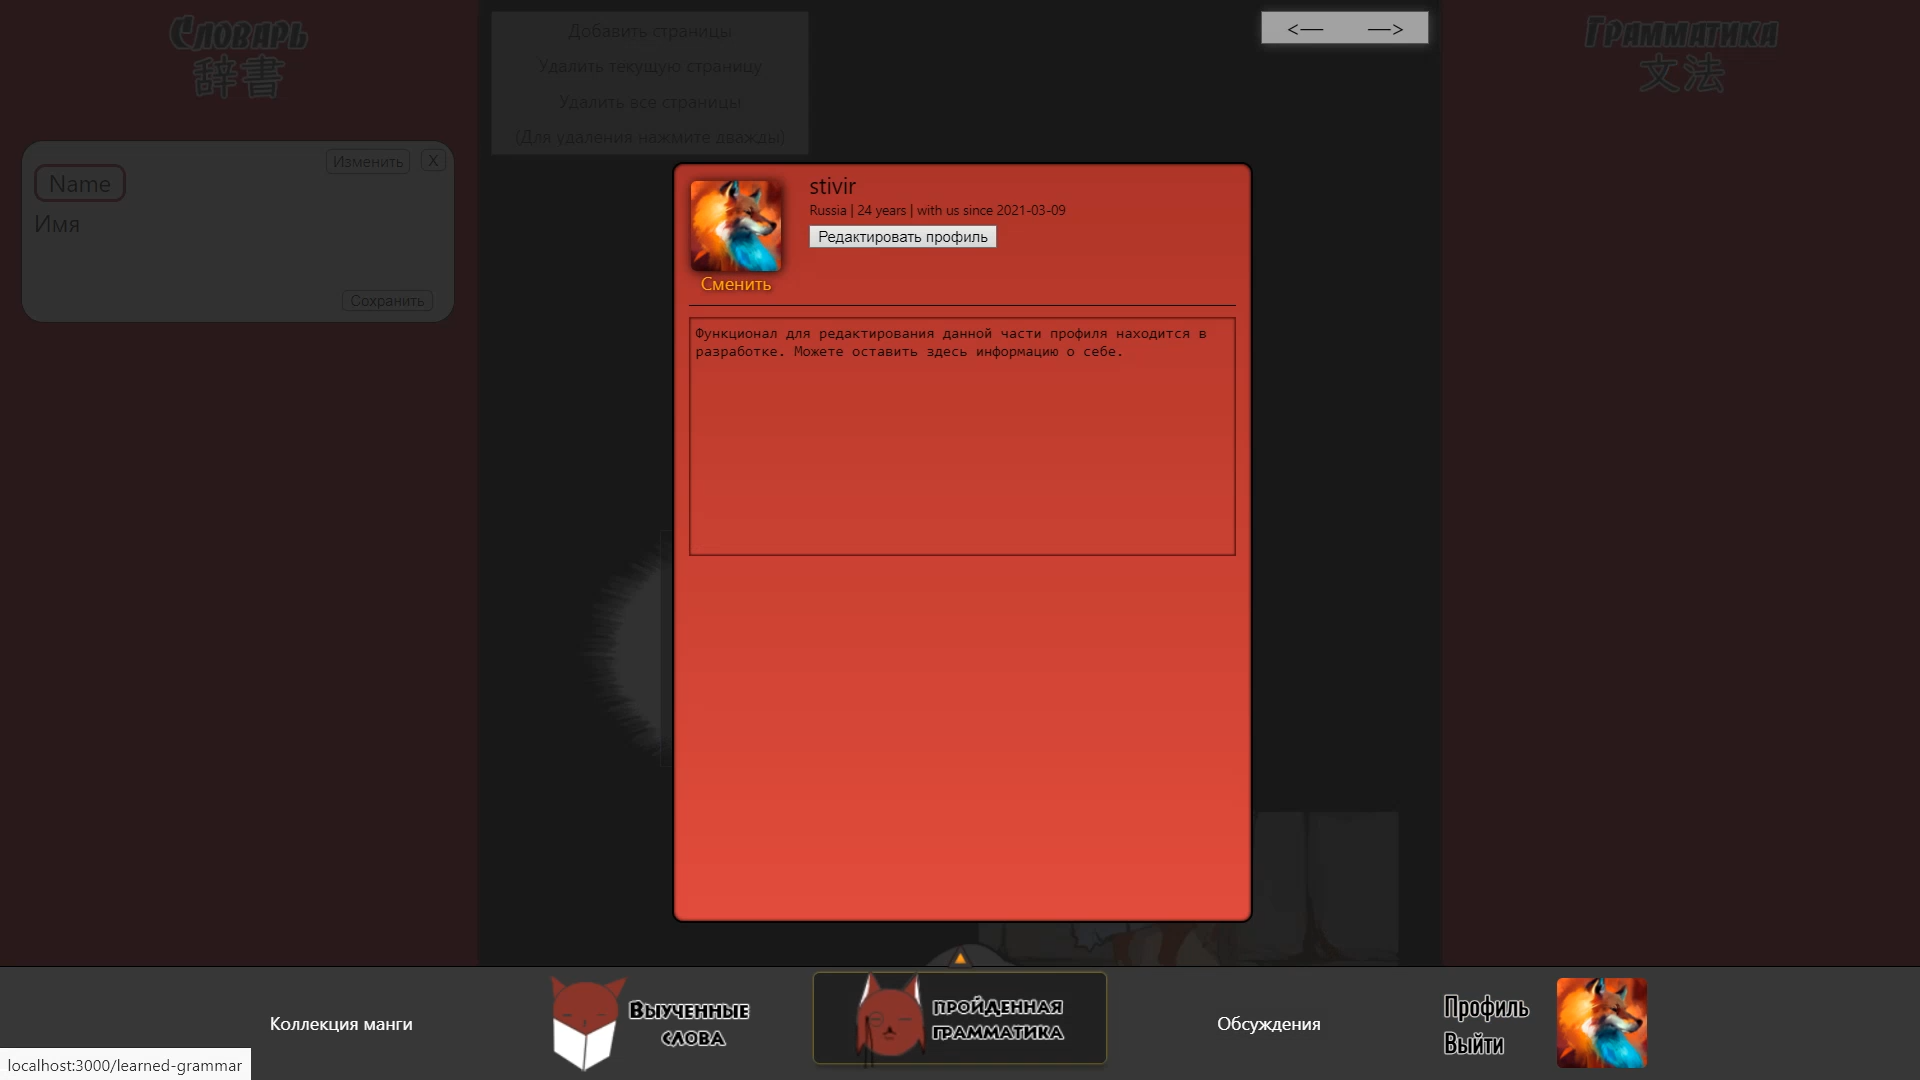 Словарь
辞書
Добавить страницы
Удалить текущую страницу
Удалить все страницы
(Для удаления нажмите дважды)
<— —>
Грамматика
文法
Изменить X
Name
Имя
Сохранить
stivir
Russia | 24 years | with us since 2021-03-09
Редактировать профиль
Сменить
Функционал для редактирования данной части профиля находится в
разработке. Можете оставить здесь информацию о себе.
Коллекция манги
Выученные
слова
пройденная
грамматика
Обсуждения
Профиль
Выйти
localhost:3000/learned-grammar